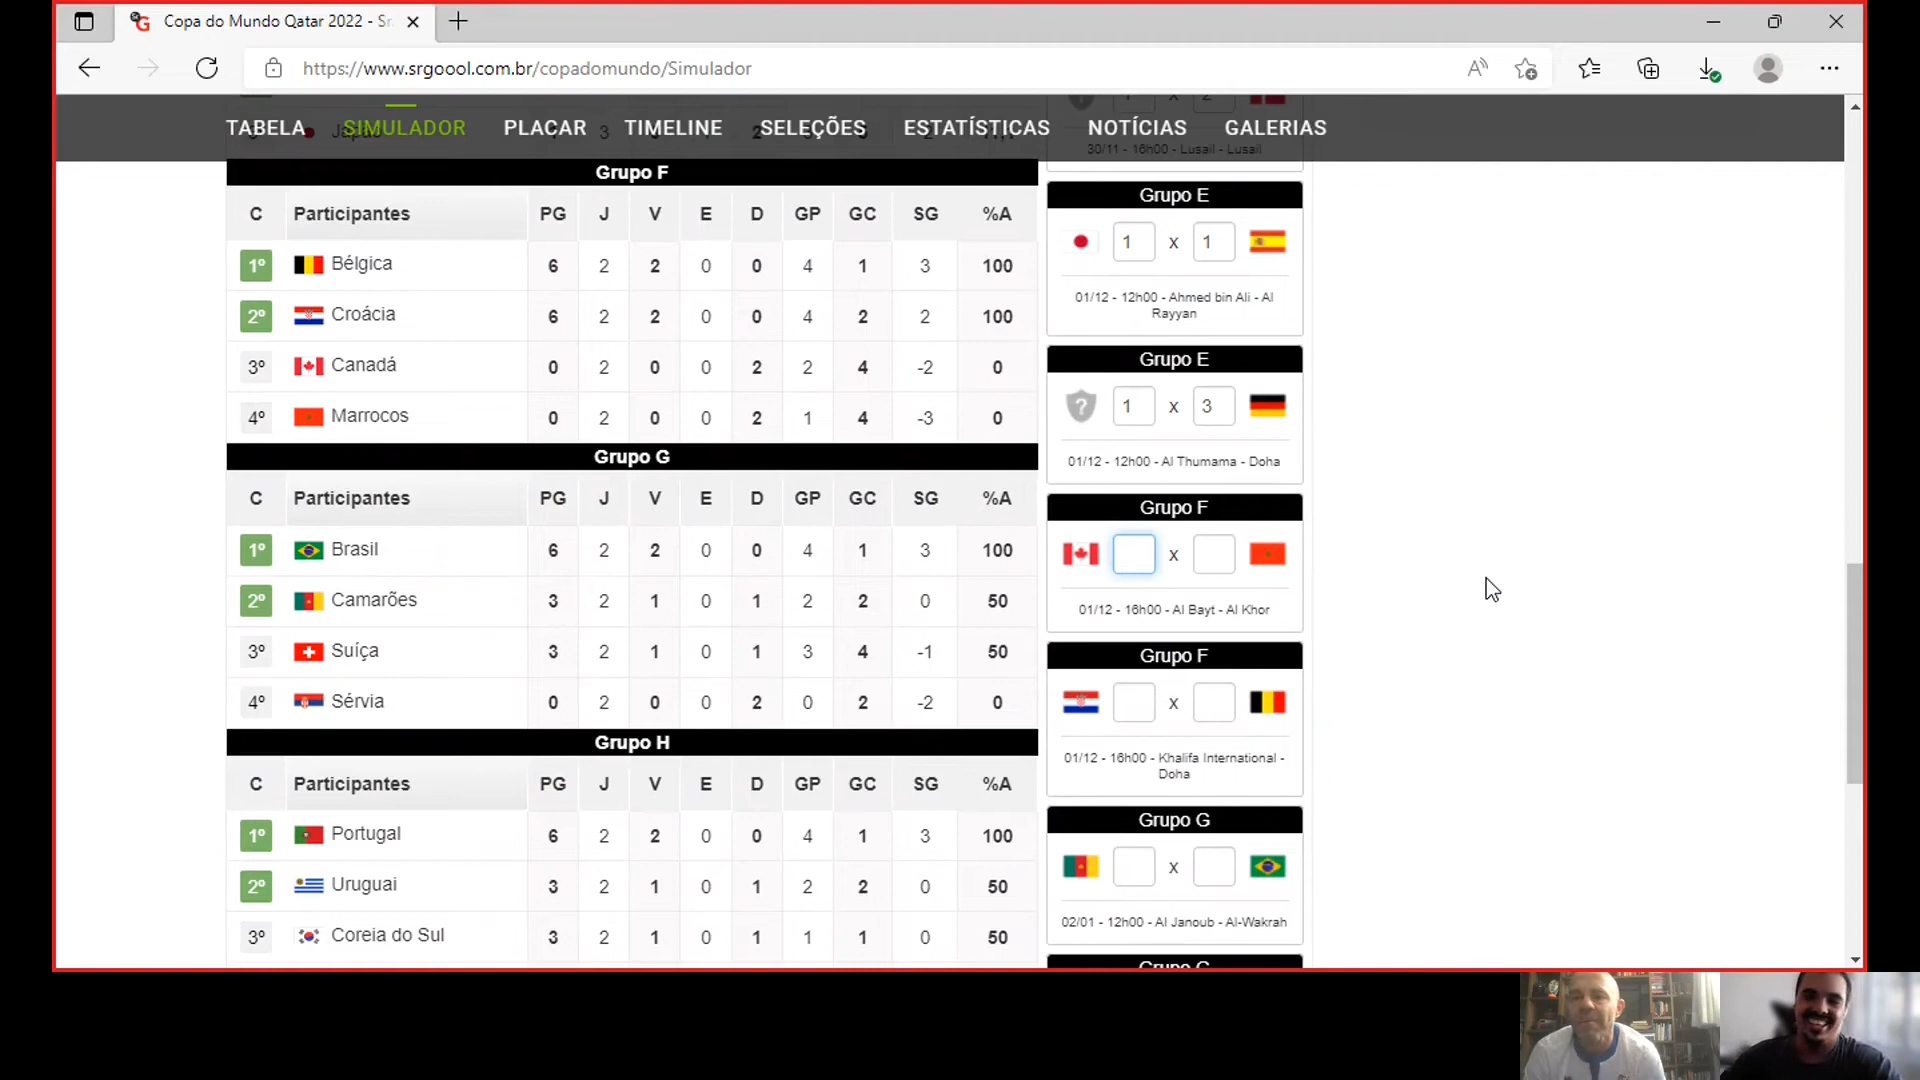 Copa do Mundo Qatar 2022 - Sr
https://www.srgoool.com.br/copadomundo/Simulador
TABELA SIMULADOR PLACAR TIMELINE SELEÇÕES ESTATÍSTICAS NOTÍCIAS GALERIAS
Grupo F
C Participantes PG J V E D GP GC SG %A
1º Bélgica 6 2 2 0 0 4 1 3 100
2º Croácia 6 2 2 0 0 4 2 2 100
3º Canadá 0 2 0 0 2 2 4 -2 0
4º Marrocos 0 2 0 0 2 1 4 -3 0
Grupo G
C Participantes PG J V E D GP GC SG %A
1º Brasil 6 2 2 0 0 4 1 3 100
2º Camarões 3 2 1 0 1 2 2 0 50
3º Suíça 3 2 1 0 1 3 4 -1 50
4º Sérvia 0 2 0 0 2 0 2 -2 0
Grupo H
C Participantes PG J V E D GP GC SG %A
1º Portugal 6 2 2 0 0 4 1 3 100
2º Uruguai 3 2 1 0 1 2 2 0 50
3º Coreia do Sul 3 2 1 0 1 1 1 0 50
30/11 - 16h00 - Lusail - Lusail
Grupo E
1 x 1
01/12 - 12h00 - Ahmed bin Ali - Al
Rayyan
Grupo E
1 x 3
01/12 - 12h00 - Al Thumama - Doha
Grupo F
x
01/12 - 16h00 - Al Bayt - Al Khor
Grupo F
x
01/12 - 16h00 - Khalifa International -
Doha
Grupo G
x
02/01 - 12h00 - Al Janoub - Al-Wakrah
Grupo G